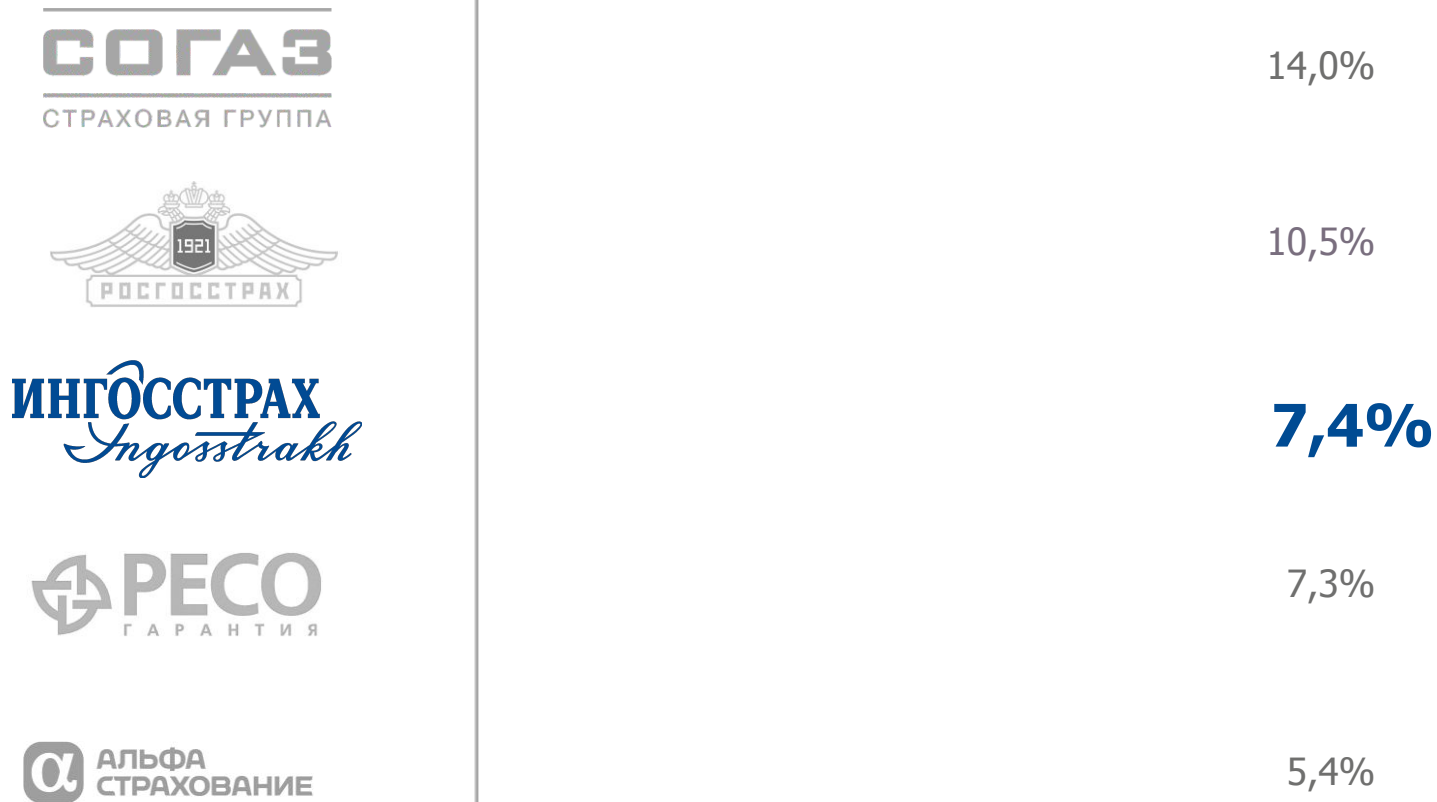 СОГАЗ
СТРАХОВАЯ ГРУППА
14,0%
1921
РОСГОССТРАХ
10,5%
ИНГОССТРАХ
Ingosstrakh
7,4%
РЕСО
ГАРАНТИЯ
7,3%
α АЛЬФА
СТРАХОВАНИЕ
5,4%